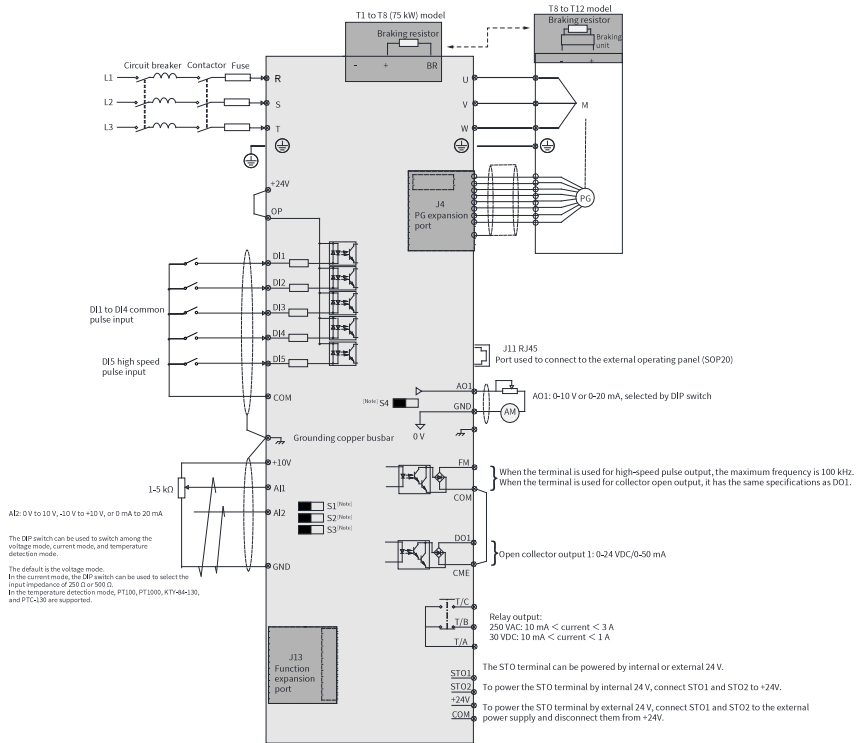 T1 to T8 (75 kW) model
Braking resistor
- + BR
T8 to T12 model
Braking resistor
Braking
unit
- +
Circuit breaker Contactor Fuse
L1
L2
L3
R
S
T
U
V
W
M
PG
J4
PG expansion
port
+24V
OP
DI1
DI2
DI3
DI4
DI5
COM
DI1 to DI4 common
pulse input
DI5 high speed
pulse input
J11 RJ45
Port used to connect to the external operating panel (SOP20)
[Note] S4
0 V
AO1
GND
AM
AO1: 0-10 V or 0-20 mA, selected by DIP switch
Grounding copper busbar
+10V
AI1
AI2
GND
1-5 kΩ
AI2: 0 V to 10 V, -10 V to +10 V, or 0 mA to 20 mA
The DIP switch can be used to switch among the
voltage mode, current mode, and temperature
detection mode.
The default is the voltage mode.
In the current mode, the DIP switch can be used to select the
input impedance of 250 Ω or 500 Ω.
In the temperature detection mode, PT100, PT1000, KTY-84-130,
and PTC-130 are supported.
S1 [Note]
S2 [Note]
S3 [Note]
FM
COM
When the terminal is used for high-speed pulse output, the maximum frequency is 100 kHz.
When the terminal is used for collector open output, it has the same specifications as DO1.
DO1
CME
Open collector output 1: 0-24 VDC/0-50 mA
T/C
T/B
T/A
Relay output:
250 VAC: 10 mA < current < 3 A
30 VDC: 10 mA < current < 1 A
J13
Function
expansion
port
STO1
STO2
+24V
COM
The STO terminal can be powered by internal or external 24 V.
To power the STO terminal by internal 24 V, connect STO1 and STO2 to +24V.
To power the STO terminal by external 24 V, connect STO1 and STO2 to the external
power supply and disconnect them from +24V.